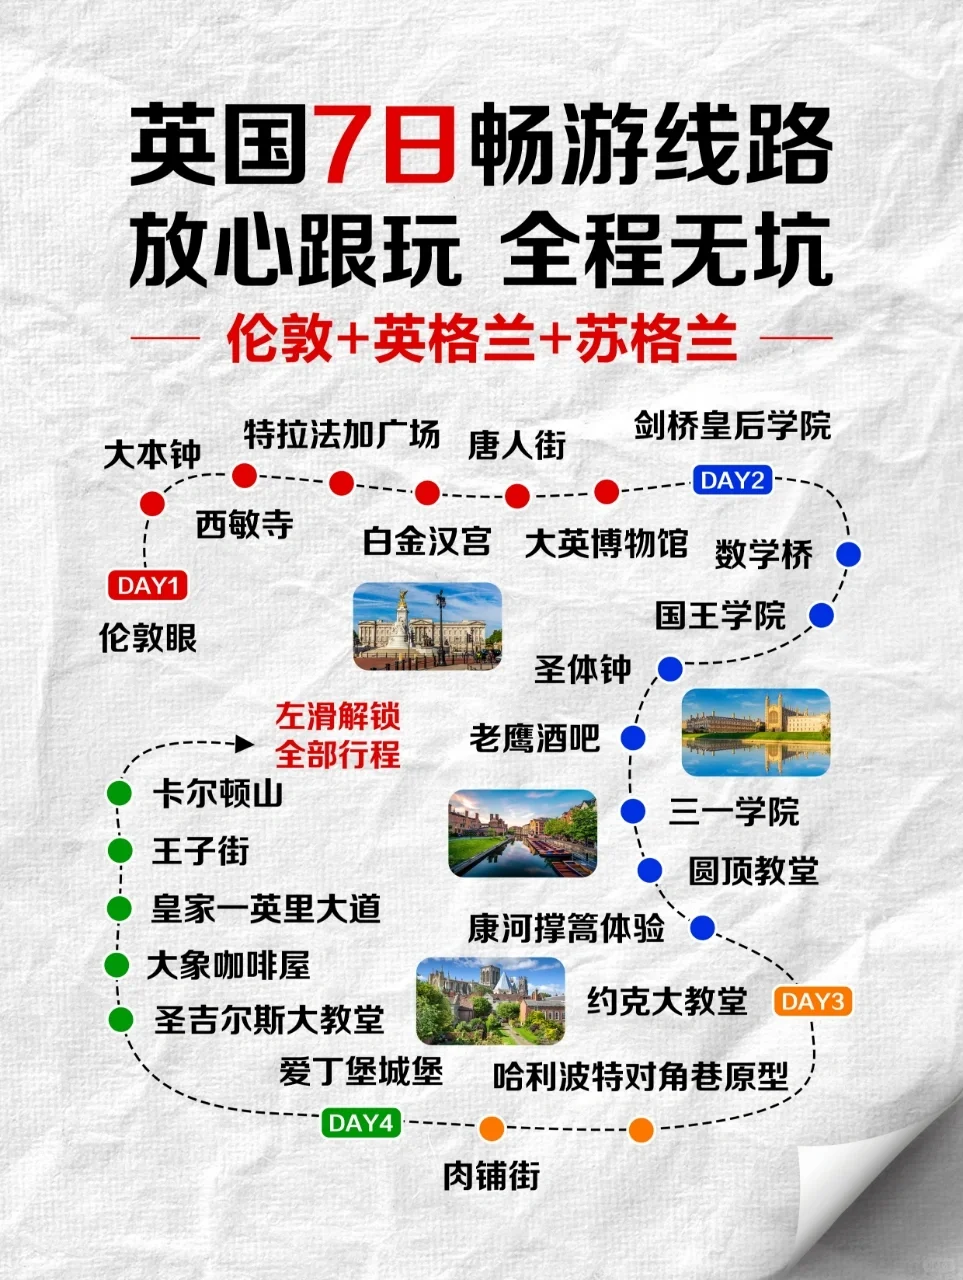 英国7日畅游线路
放心跟玩 全程无坑
伦敦+英格兰+苏格兰
DAY1
伦敦眼
大本钟
西敏寺
特拉法加广场
白金汉宫
唐人街
大英博物馆
DAY2
剑桥皇后学院
数学桥
国王学院
圣体钟
老鹰酒吧
三一学院
圆顶教堂
康河撑篙体验
DAY3
约克大教堂
哈利波特对角巷原型
肉铺街
DAY4
爱丁堡城堡
圣吉尔斯大教堂
大象咖啡屋
皇家一英里大道
王子街
卡尔顿山
左滑解锁
全部行程